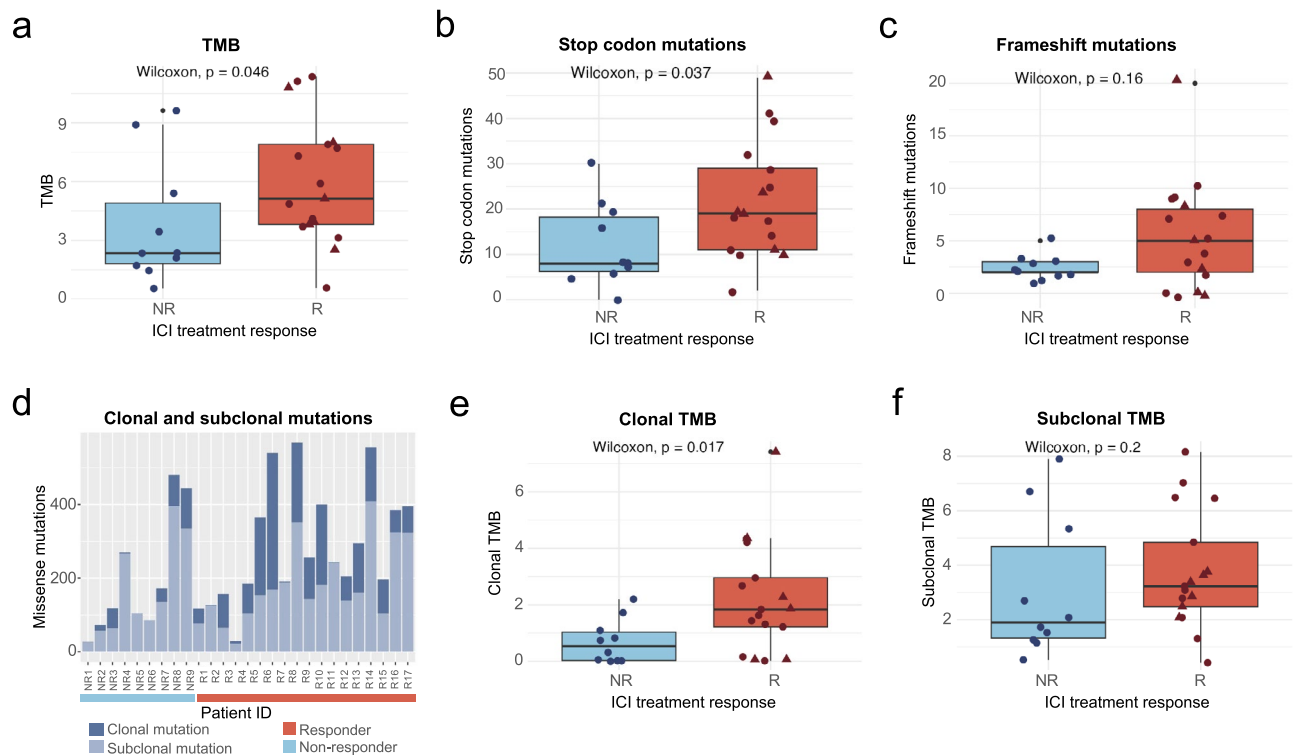 a
TMB
Wilcoxon, p = 0.046
TMB
9
6
3
0
NR
R
ICI treatment response
b
Stop codon mutations
Wilcoxon, p = 0.037
Stop codon mutations
50
40
30
20
10
0
NR
R
ICI treatment response
c
Frameshift mutations
Wilcoxon, p = 0.16
Frameshift mutations
20
15
10
5
0
NR
R
ICI treatment response
d
Clonal and subclonal mutations
Missense mutations
400
200
0
NR1
NR2
NR3
NR4
NR5
NR6
NR7
NR8
NR9
R1
R2
R3
R4
R5
R6
R7
R8
R9
R10
R11
R12
R13
R14
R15
R16
R17
Patient ID
Clonal mutation
Subclonal mutation
Responder
Non-responder
e
Clonal TMB
Wilcoxon, p = 0.017
Clonal TMB
6
4
2
0
NR
R
ICI treatment response
f
Subclonal TMB
Wilcoxon, p = 0.2
Subclonal TMB
8
6
4
2
NR
R
ICI treatment response